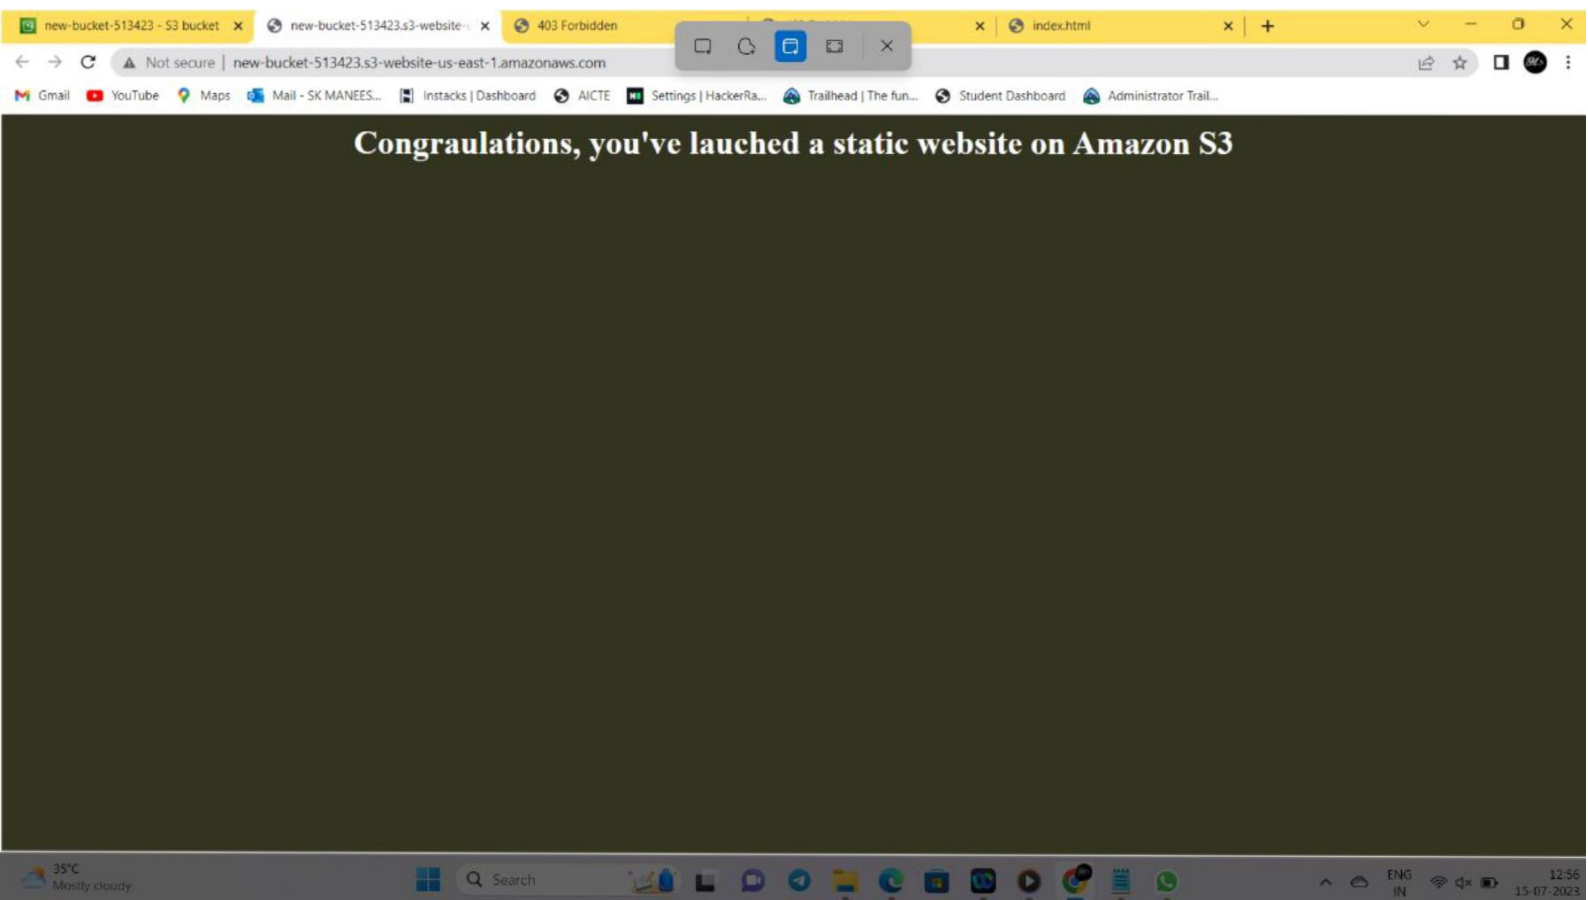 new-bucket-513423 - S3 bucket
new-bucket-513423.s3-website-
403 Forbidden
index.html
Not secure | new-bucket-513423.s3-website-us-east-1.amazonaws.com
Gmail YouTube Maps Mail - SK MANEES... Instacks | Dashboard AICTE Settings | HackerRa... Trailhead | The fun... Student Dashboard Administrator Trail...
Congraulations, you've lauched a static website on Amazon S3
35°C
Mostly cloudy
Search
ENG
IN
12:56
15-07-2023